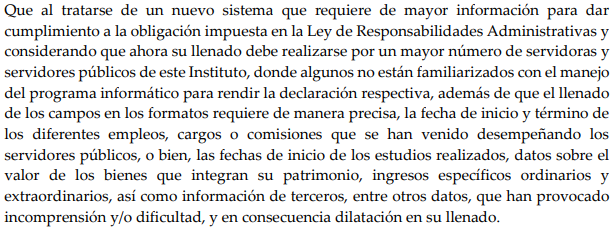 Que al tratarse de un nuevo sistema que requiere de mayor información para dar
cumplimiento a la obligación impuesta en la Ley de Responsabilidades Administrativas y
considerando que ahora su llenado debe realizarse por un mayor número de servidoras y
servidores públicos de este Instituto, donde algunos no están familiarizados con el manejo
del programa informático para rendir la declaración respectiva, además de que el llenado
de los campos en los formatos requiere de manera precisa, la fecha de inicio y término de
los diferentes empleos, cargos o comisiones que se han venido desempeñando los
servidores públicos, o bien, las fechas de inicio de los estudios realizados, datos sobre el
valor de los bienes que integran su patrimonio, ingresos específicos ordinarios y
extraordinarios, así como información de terceros, entre otros datos, que han provocado
incomprensión y/o dificultad, y en consecuencia dilatación en su llenado.